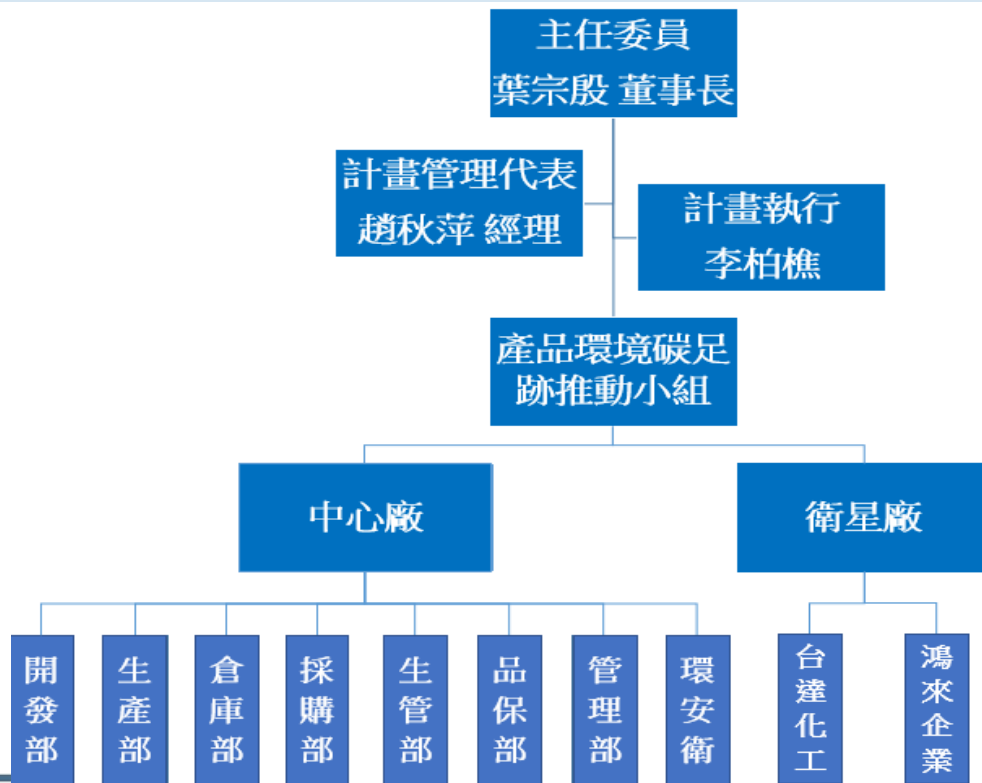 主任委員
葉宗殷 董事長
計畫管理代表
趙秋萍 經理
計畫執行
李柏樵
產品環境碳足
跡推動小組
中心廠
衛星廠
開發部
生產部
倉庫部
採購部
生管部
品保部
管理部
環安衛
台達化工
鴻來企業